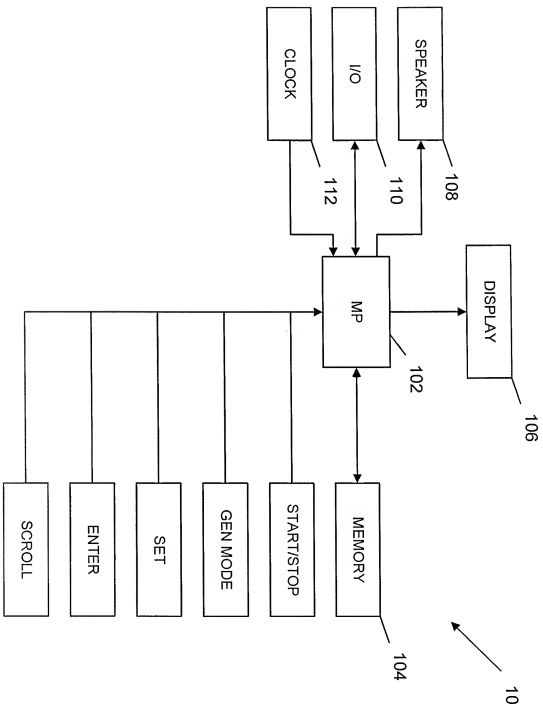 106
10
DISPLAY
108
SPEAKER
102
104
110
I/O
MP
MEMORY
112
CLOCK
START/STOP
GEN MODE
SET
ENTER
SCROLL